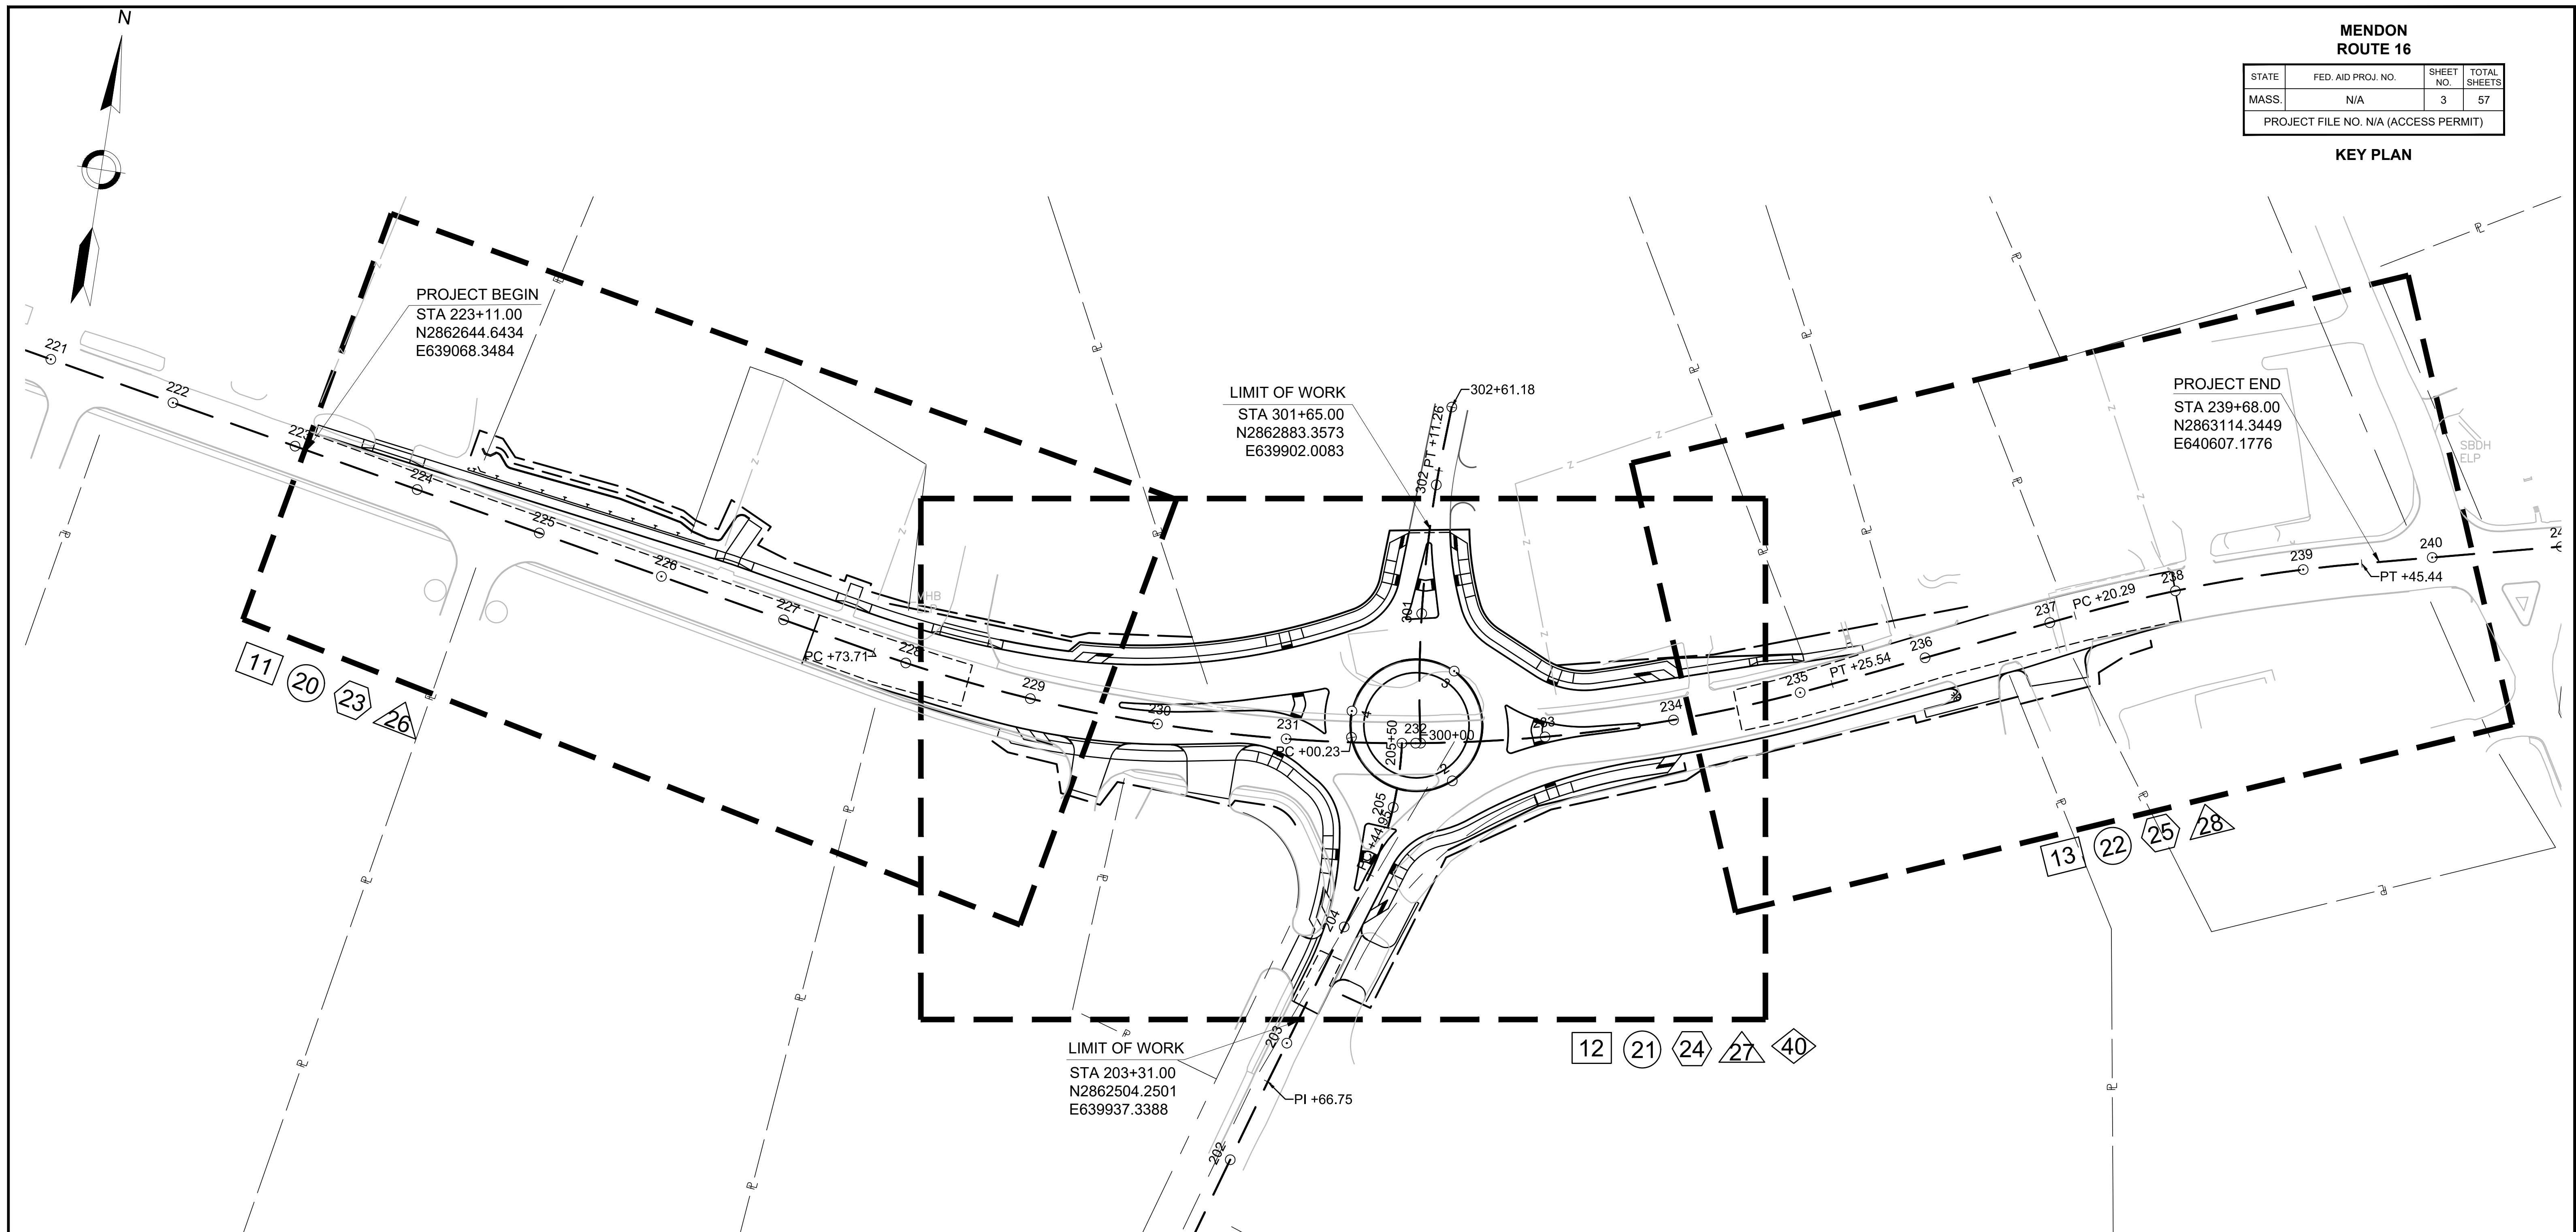 MENDON
ROUTE 16
STATE FED. AID PROJ. NO. SHEET NO. TOTAL SHEETS
MASS. N/A 3 57
PROJECT FILE NO. N/A (ACCESS PERMIT)
KEY PLAN
N
PROJECT BEGIN
STA 223+11.00
N2862644.6434
E639068.3484
LIMIT OF WORK
STA 301+65.00
N2862883.3573
E639902.0083
302+61.18
PT +11.26
302
301
PROJECT END
STA 239+68.00
N2863114.3449
E640607.1776
SBDH
ELP
221
222
223
224
225
226
227
228
229
230
231
232
233
234
235
236
237
238
239
240
PC +73.71
PC +00.23
205+50
300+00
PT +25.54
PC +20.29
PT +45.44
1
2
3
4
205
PC +44.95
204
203
202
PI +66.75
11 20 23 26
12 21 24 27 40
13 22 25 28
LIMIT OF WORK
STA 203+31.00
N2862504.2501
E639937.3388